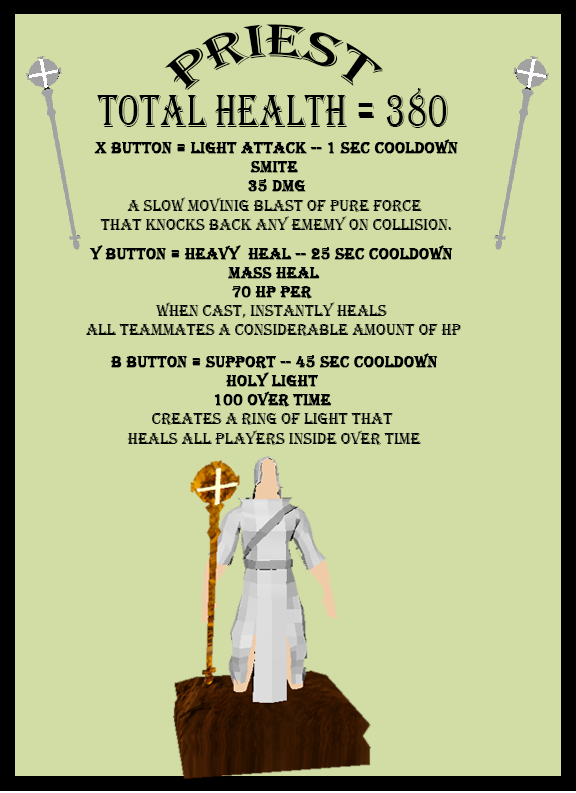 PRIEST
TOTAL HEALTH = 380
X BUTTON = LIGHT ATTACK -- 1 SEC COOLDOWN
SMITE
35 DMG
A SLOW MOVINIG BLAST OF PURE FORCE
THAT KNOCKS BACK ANY EMEMY ON COLLISION.
Y BUTTON = HEAVY HEAL -- 25 SEC COOLDOWN
MASS HEAL
70 HP PER
WHEN CAST, INSTANTLY HEALS
ALL TEAMMATES A CONSIDERABLE AMOUNT OF HP
B BUTTON = SUPPORT -- 45 SEC COOLDOWN
HOLY LIGHT
100 OVER TIME
CREATES A RING OF LIGHT THAT
HEALS ALL PLAYERS INSIDE OVER TIME